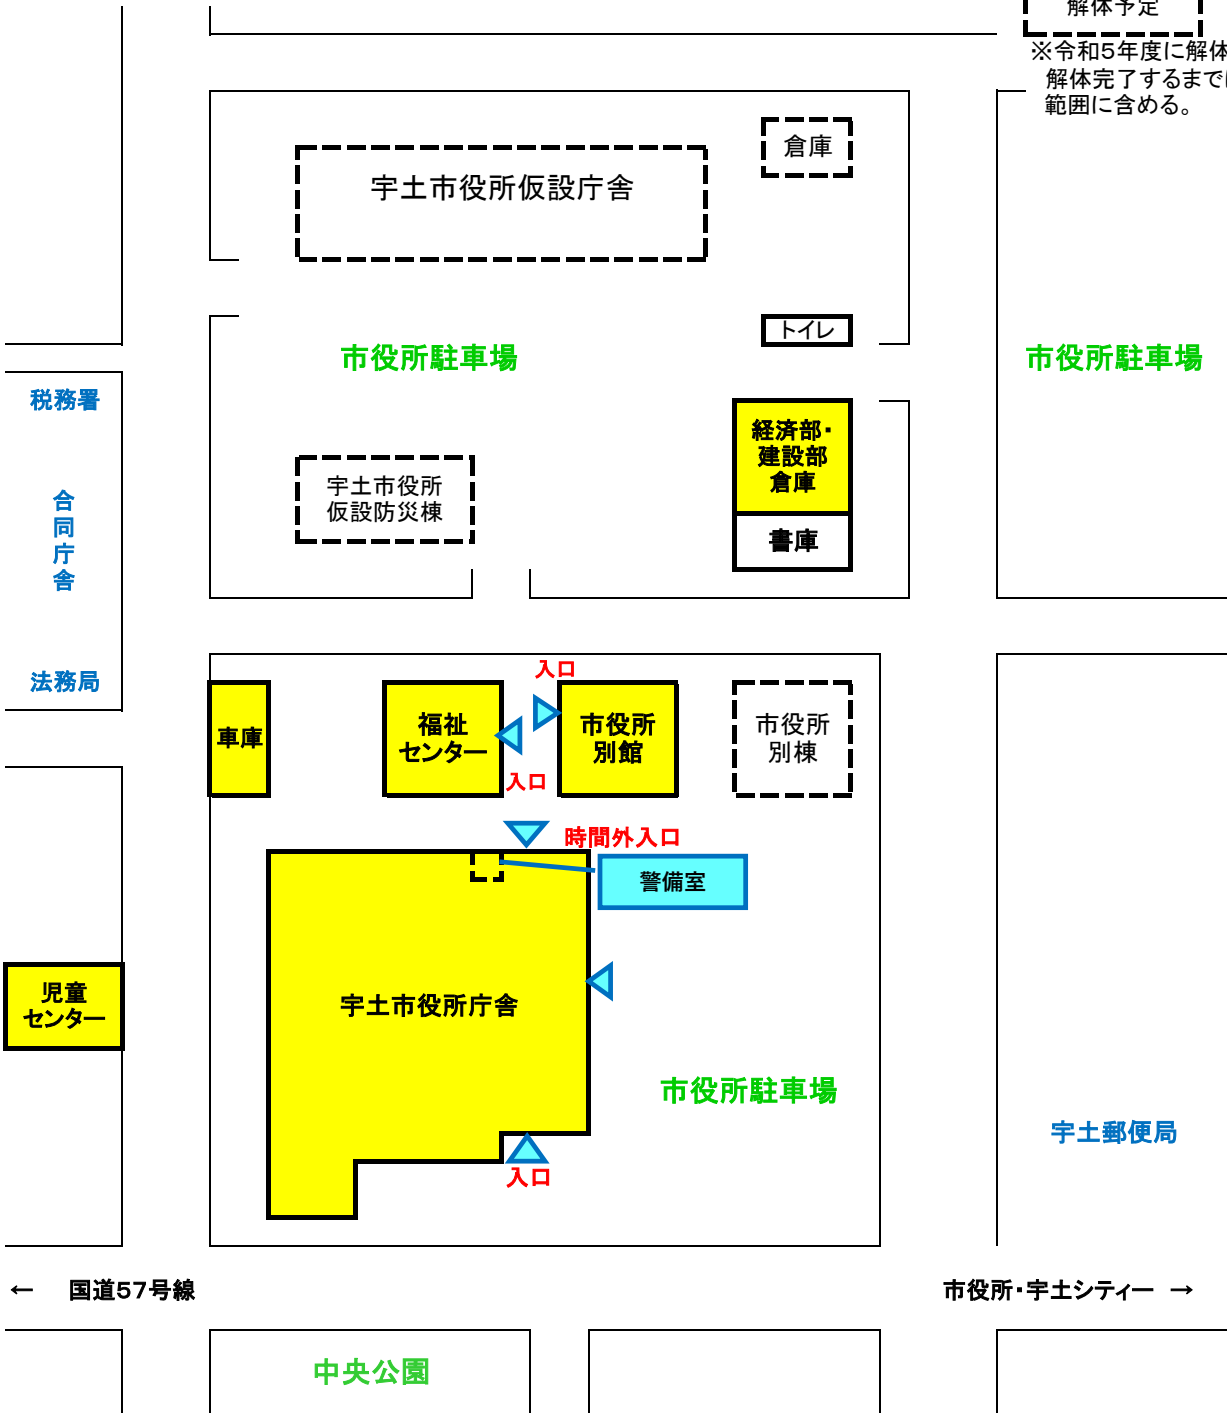 解体予定
※令和5年度に解体
解体完了するまでは
範囲に含める。
倉庫
宇土市役所仮設庁舎
トイレ
市役所駐車場
市役所駐車場
税務署
合同庁舎
法務局
経済部・
建設部
倉庫
書庫
宇土市役所
仮設防災棟
入口
車庫
福祉
センター
市役所
別館
市役所
別棟
入口
時間外入口
警備室
児童
センター
宇土市役所庁舎
市役所駐車場
宇土郵便局
入口
← 国道57号線
市役所・宇土シティー →
中央公園